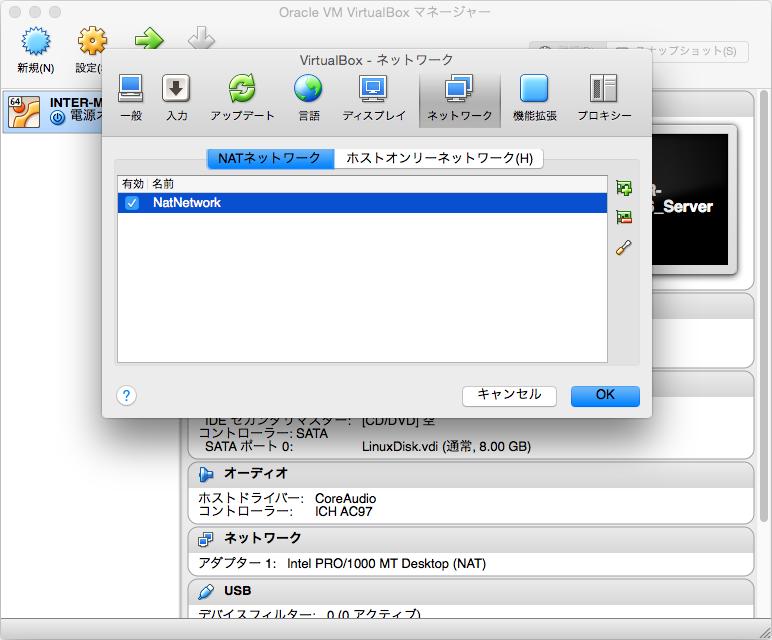 Oracle VM VirtualBox マネージャー
新規(N)
設定(
スナップショット(S)
VirtualBox - ネットワーク
一般
入力
アップデート
言語
ディスプレイ
ネットワーク
機能拡張
プロキシー
64
INTER-M
電源オ
NATネットワーク
ホストオンリーネットワーク(H)
有効
名前
NatNetwork
R-
S_Server
?
キャンセル
OK
IDE セカンダリマスター: [CD/DVD] 空
コントローラー: SATA
SATA ポート 0: LinuxDisk.vdi (通常, 8.00 GB)
オーディオ
ホストドライバー: CoreAudio
コントローラー: ICH AC97
ネットワーク
アダプター 1: Intel PRO/1000 MT Desktop (NAT)
USB
デバイスフィルター: 0 (0 アクティブ)